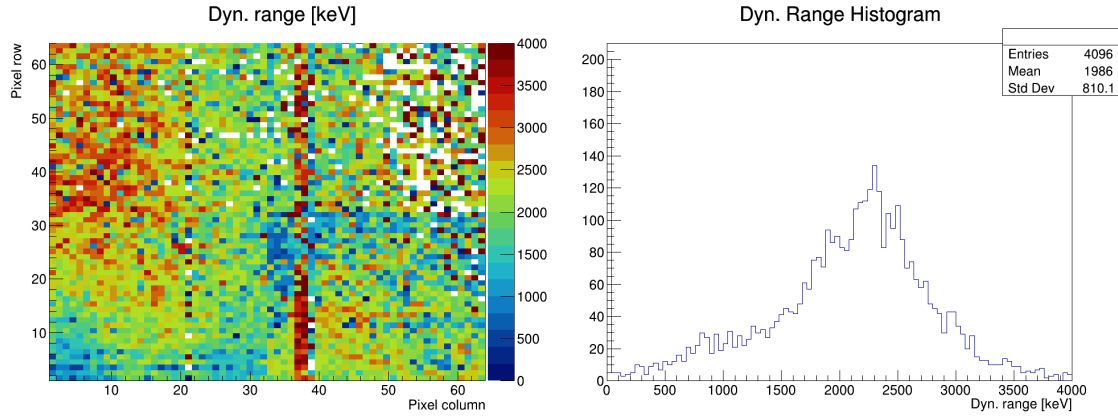 Dyn. range [keV]
Pixel row
60
50
40
30
20
10
10 20 30 40 50 60
Pixel column
4000
3500
3000
2500
2000
1500
1000
500
0
Dyn. Range Histogram
Entries 4096
Mean 1986
Std Dev 810.1
200
180
160
140
120
100
80
60
40
20
0
0 500 1000 1500 2000 2500 3000 3500 4000
Dyn. range [keV]